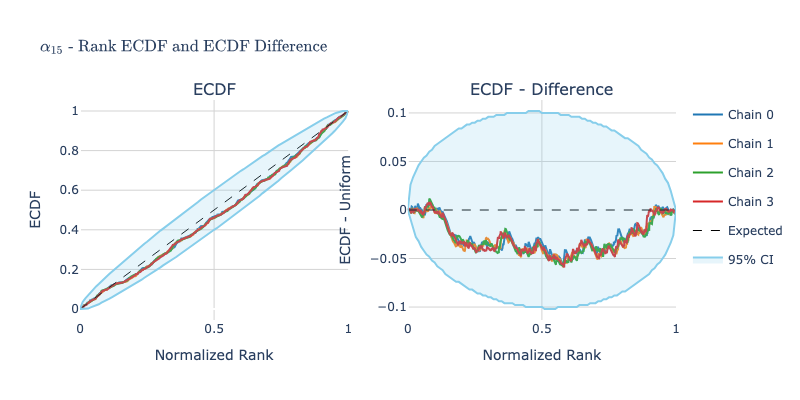 α₁₅ - Rank ECDF and ECDF Difference
ECDF
ECDF - Difference
ECDF
1
0.8
0.6
0.4
0.2
0
0
0.5
1
Normalized Rank
ECDF - Uniform
0.1
0.05
0
−0.05
−0.1
0
0.5
1
Normalized Rank
Chain 0
Chain 1
Chain 2
Chain 3
Expected
95% CI